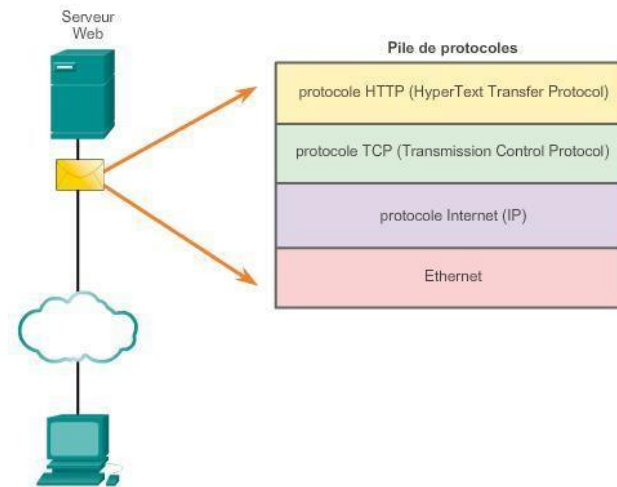 Serveur
Web
Pile de protocoles
protocole HTTP (HyperText Transfer Protocol)
protocole TCP (Transmission Control Protocol)
protocole Internet (IP)
Ethernet